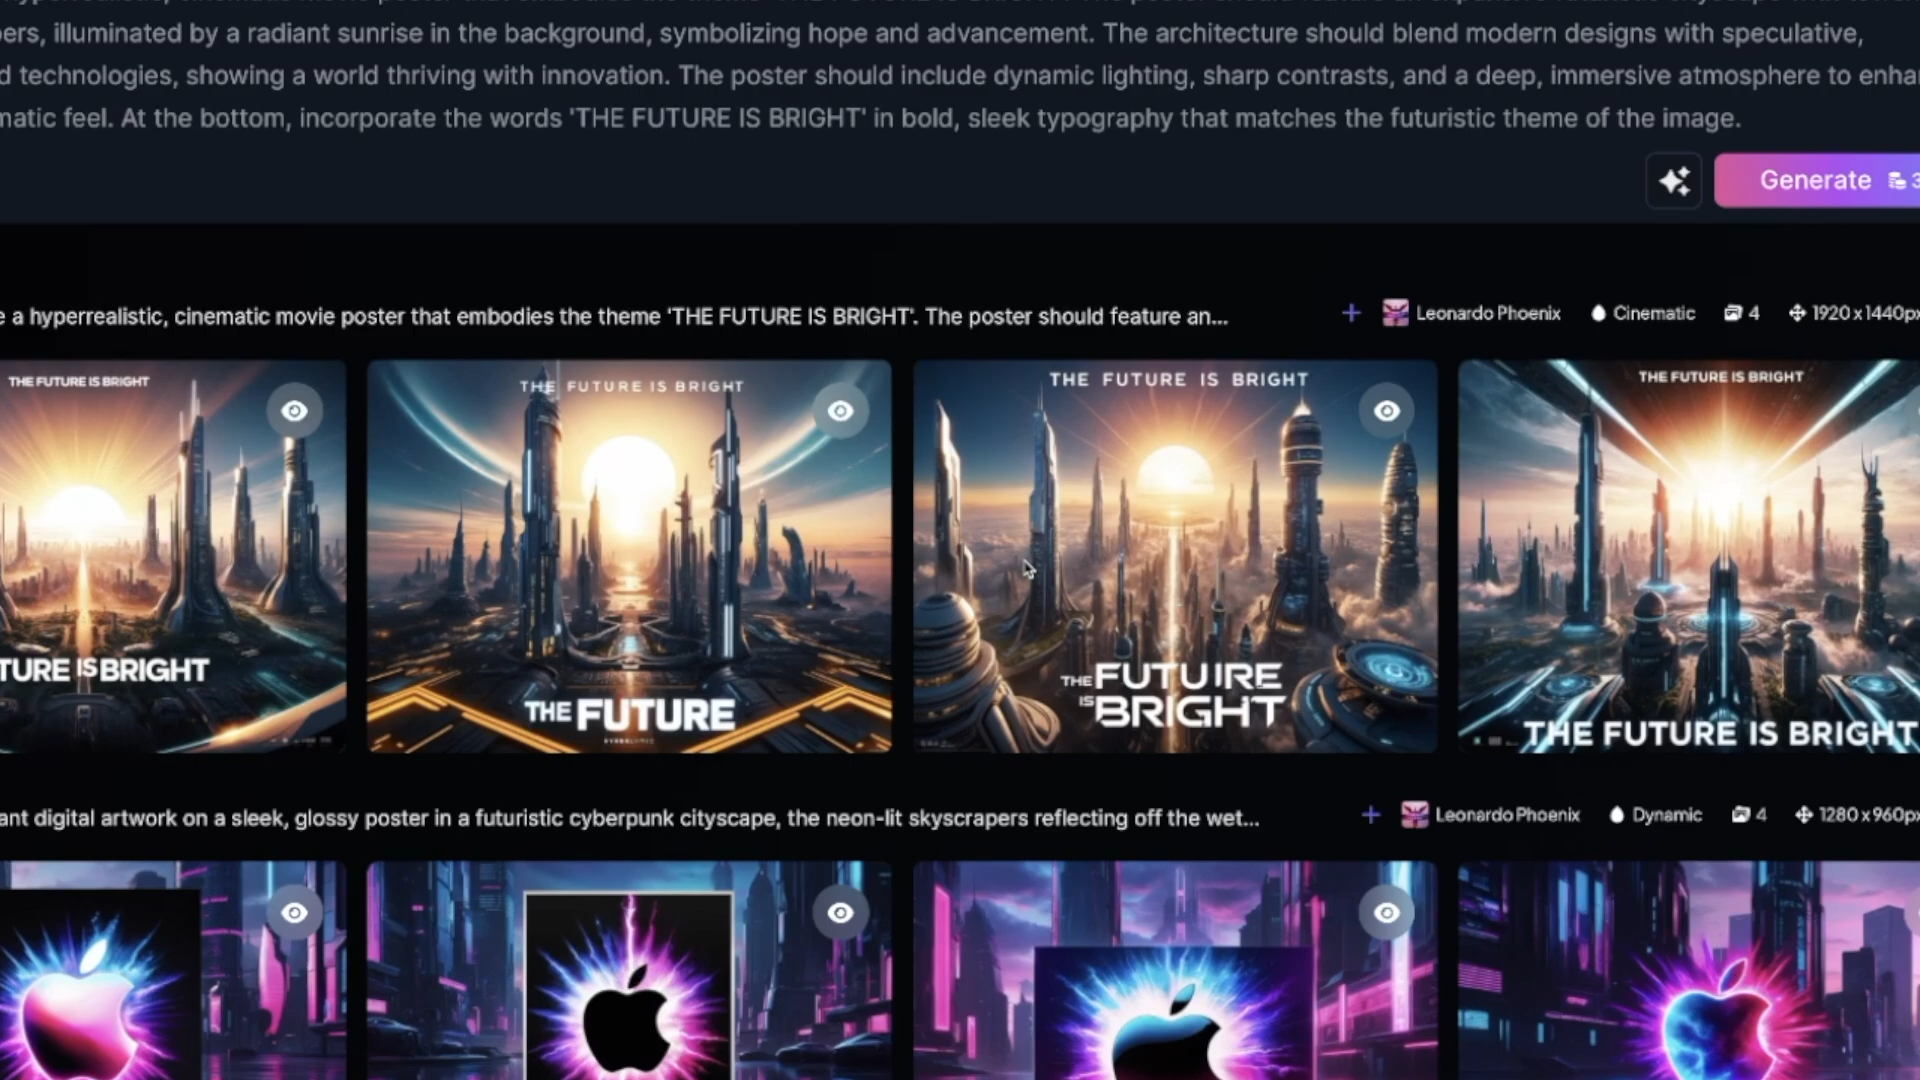 ers, illuminated by a radiant sunrise in the background, symbolizing hope and advancement. The architecture should blend modern designs with speculative,
d technologies, showing a world thriving with innovation. The poster should include dynamic lighting, sharp contrasts, and a deep, immersive atmosphere to enhan
matic feel. At the bottom, incorporate the words 'THE FUTURE IS BRIGHT' in bold, sleek typography that matches the futuristic theme of the image.
Generate 3
e a hyperrealistic, cinematic movie poster that embodies the theme 'THE FUTURE IS BRIGHT'. The poster should feature an...
Leonardo Phoenix Cinematic 4 1920x1440px
THE FUTURE IS BRIGHT
TURE IS BRIGHT
THE FUTURE IS BRIGHT
THE FUTURE
THE FUTURE IS BRIGHT
THE FUTUIRE
IS BRIGHT
THE FUTURE IS BRIGHT
THE FUTURE IS BRIGHT
ant digital artwork on a sleek, glossy poster in a futuristic cyberpunk cityscape, the neon-lit skyscrapers reflecting off the wet...
Leonardo Phoenix Dynamic 4 1280x960px